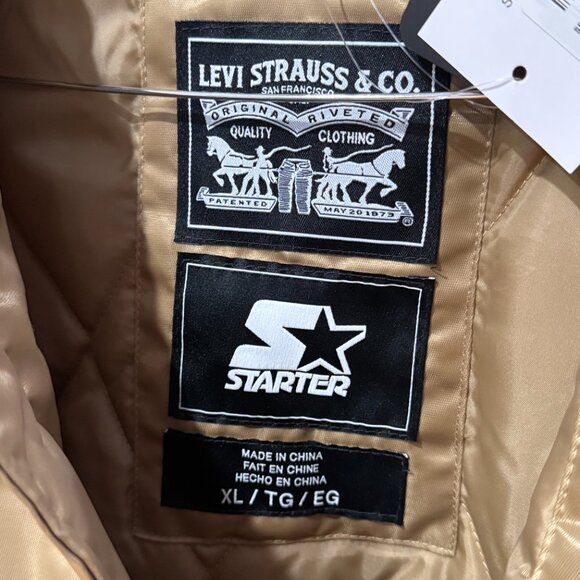 LEVI STRAUSS & CO.
SAN FRANCISCO
ORIGINAL RIVETED
QUALITY CLOTHING
PATENTED MAY 20 1873
®
STARTER
MADE IN CHINA
FAIT EN CHINE
HECHO EN CHINA
XL / TG / EG